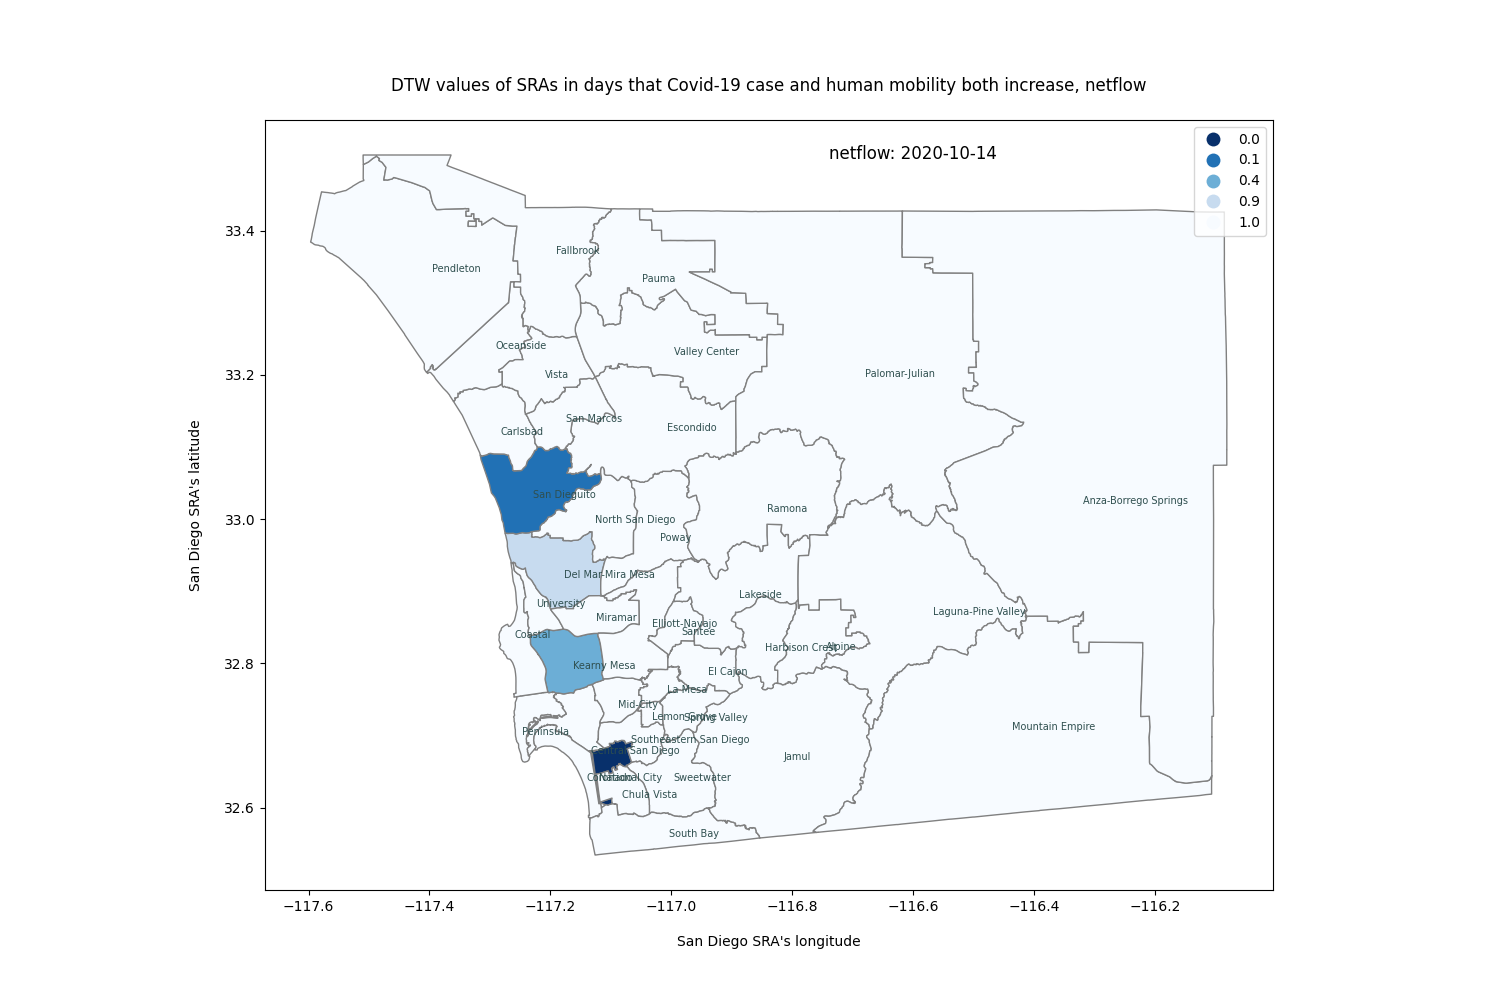 DTW values of SRAs in days that Covid-19 case and human mobility both increase, netflow
netflow: 2020-10-14
0.0
0.1
0.4
0.9
1.0
33.4
33.2
33.0
32.8
32.6
San Diego SRA's latitude
Fallbrook
Pendleton
Pauma
Oceanside
Valley Center
Vista
Palomar-Julian
San Marcos
Carlsbad
Escondido
San Dieguito
Anza-Borrego Springs
Ramona
North San Diego
Poway
Del Mar-Mira Mesa
Lakeside
University
Laguna-Pine Valley
Miramar
Elliott-Navajo
Santee
Coastal
Harbison Crest
Alpine
Kearny Mesa
El Cajon
La Mesa
Mid-City
Lemon Grove
Spring Valley
Mountain Empire
Peninsula
Southeastern San Diego
Central San Diego
Jamul
Coronado
National City
Sweetwater
Chula Vista
South Bay
−117.6
−117.4
−117.2
−117.0
−116.8
−116.6
−116.4
−116.2
San Diego SRA's longitude